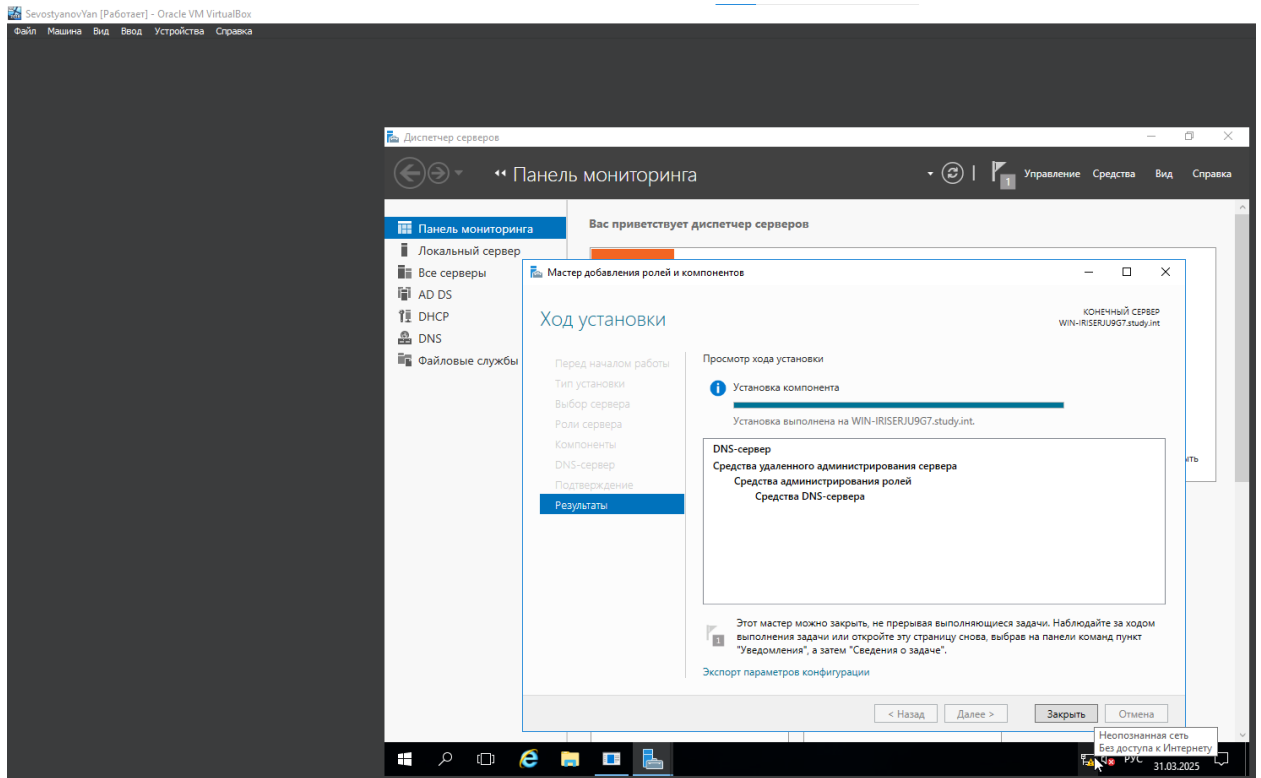 SevostyanovYan [Работает] - Oracle VM VirtualBox
Файл Машина Вид Ввод Устройства Справка
Диспетчер серверов
Панель мониторинга
1 Управление Средства Вид Справка
Панель мониторинга
Локальный сервер
Все серверы
AD DS
DHCP
DNS
Файловые службы
Вас приветствует диспетчер серверов
Мастер добавления ролей и компонентов
Ход установки
КОНЕЧНЫЙ СЕРВЕР
WIN-IRISERJU9G7.study.int
Перед началом работы
Тип установки
Выбор сервера
Роли сервера
Компоненты
DNS-сервер
Подтверждение
Результаты
Просмотр хода установки
Установка компонента
Установка выполнена на WIN-IRISERJU9G7.study.int.
DNS-сервер
Средства удаленного администрирования сервера
Средства администрирования ролей
Средства DNS-сервера
1
Этот мастер можно закрыть, не прерывая выполняющиеся задачи. Наблюдайте за ходом
выполнения задачи или откройте эту страницу снова, выбрав на панели команд пункт
"Уведомления", а затем "Сведения о задаче".
Экспорт параметров конфигурации
< Назад Далее > Закрыть Отмена
Неопознанная сеть
Без доступа к Интернету
РУС
31.03.2025